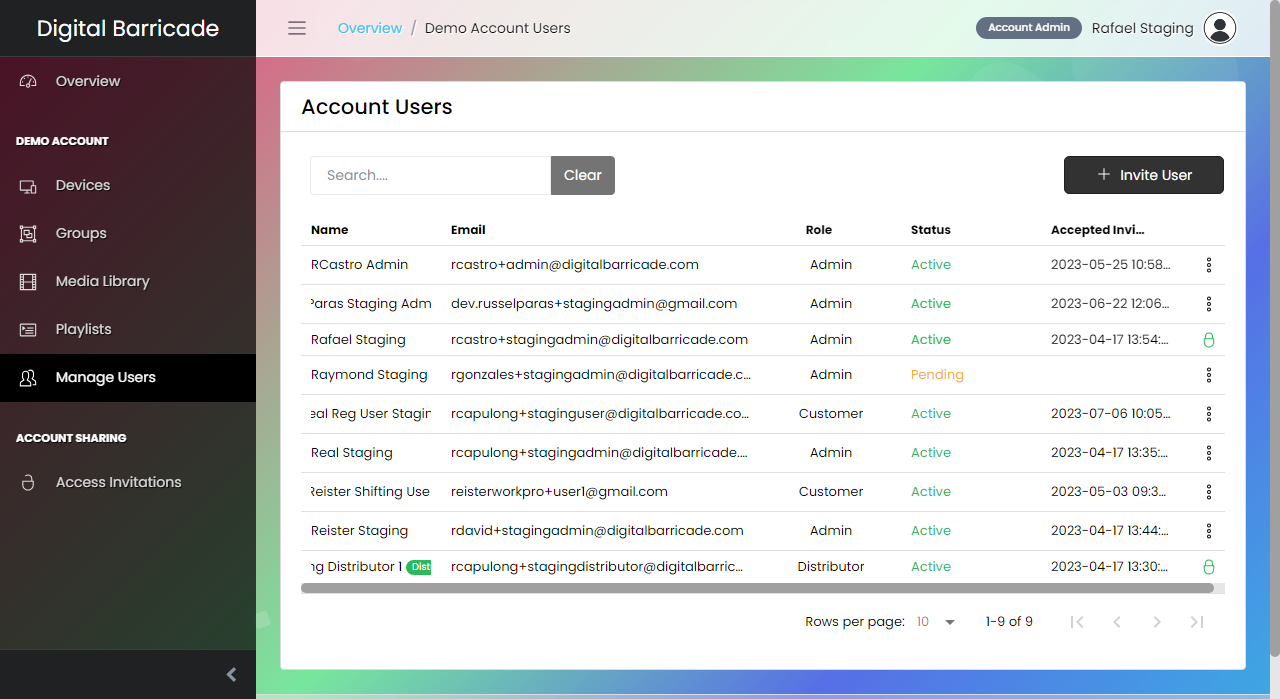 Digital Barricade
Overview / Demo Account Users
Account Admin Rafael Staging
Overview
DEMO ACCOUNT
Devices
Groups
Media Library
Playlists
Manage Users
ACCOUNT SHARING
Access Invitations
Account Users
Search.... Clear
Invite User
Name Email Role Status Accepted Invi...
RCastro Admin rcastro+admin@digitalbarricade.com Admin Active 2023-05-25 10:58...
Paras Staging Adm dev.russelparas+stagingadmin@gmail.com Admin Active 2023-06-22 12:06...
Rafael Staging rcastro+stagingadmin@digitalbarricade.com Admin Active 2023-04-17 13:54:...
Raymond Staging rgonzales+stagingadmin@digitalbarricade.c... Admin Pending
eal Reg User Stagin rcapulong+staginguser@digitalbarricade.co... Customer Active 2023-07-06 10:05...
Real Staging rcapulong+stagingadmin@digitalbarricade.... Admin Active 2023-04-17 13:35:...
Reister Shifting Use reisterworkpro+user1@gmail.com Customer Active 2023-05-03 09:3...
Reister Staging rdavid+stagingadmin@digitalbarricade.com Admin Active 2023-04-17 13:44:...
ng Distributor 1 Dist rcapulong+stagingdistributor@digitalbarric... Distributor Active 2023-04-17 13:30:...
Rows per page: 10 1-9 of 9